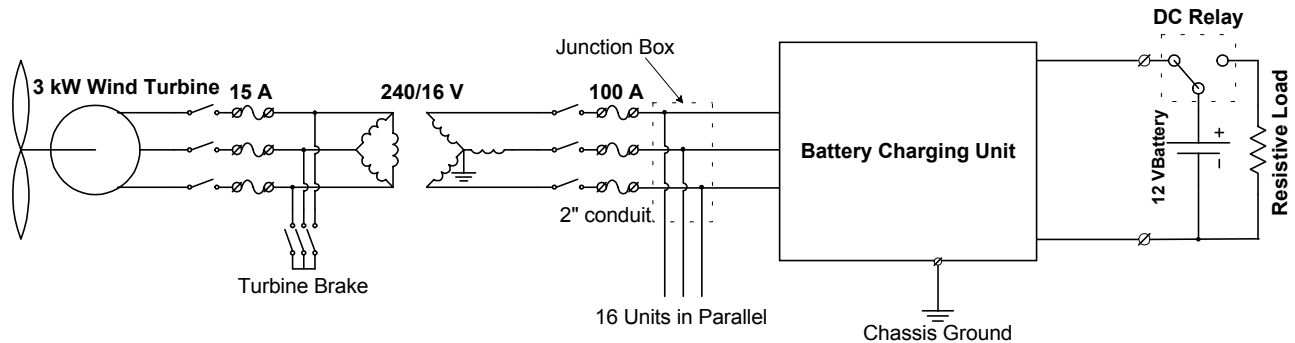 DC Relay
Junction Box
3 kW Wind Turbine
15 A
240/16 V
100 A
Battery Charging Unit
12 VBattery
+
Resistive Load
2" conduit
Turbine Brake
16 Units in Parallel
Chassis Ground